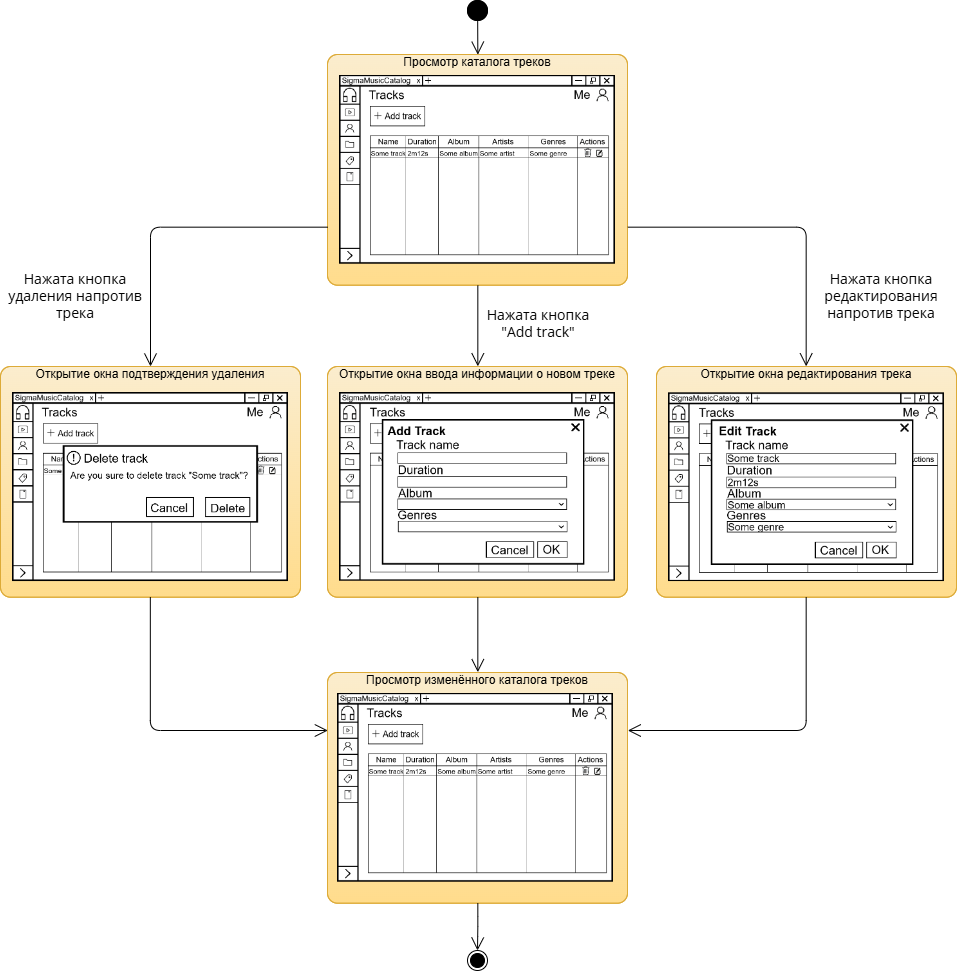 Просмотр каталога треков
SigmaMusicCatalog x +
Tracks
Me
+ Add track
Name Duration Album Artists Genres Actions
Some track 2m12s Some album Some artist Some genre
Нажата кнопка
удаления напротив
трека
Нажата кнопка
"Add track"
Нажата кнопка
редактирования
напротив трека
Открытие окна подтверждения удаления
SigmaMusicCatalog x +
Tracks
Me
+ Add track
Na
ctions
Some
Delete track
Are you sure to delete track "Some track"?
Cancel
Delete
Открытие окна ввода информации о новом треке
SigmaMusicCatalog x +
Tracks
Me
+
N
ctions
Add Track
Track name
Duration
Album
Genres
Cancel
OK
Открытие окна редактирования трека
SigmaMusicCatalog x +
Tracks
Me
+
N
ctions
Edit Track
Track name
Some track
Duration
2m12s
Album
Some album
Genres
Some genre
Cancel
OK
Просмотр изменённого каталога треков
SigmaMusicCatalog x +
Tracks
Me
+ Add track
Name Duration Album Artists Genres Actions
Some track 2m12s Some album Some artist Some genre